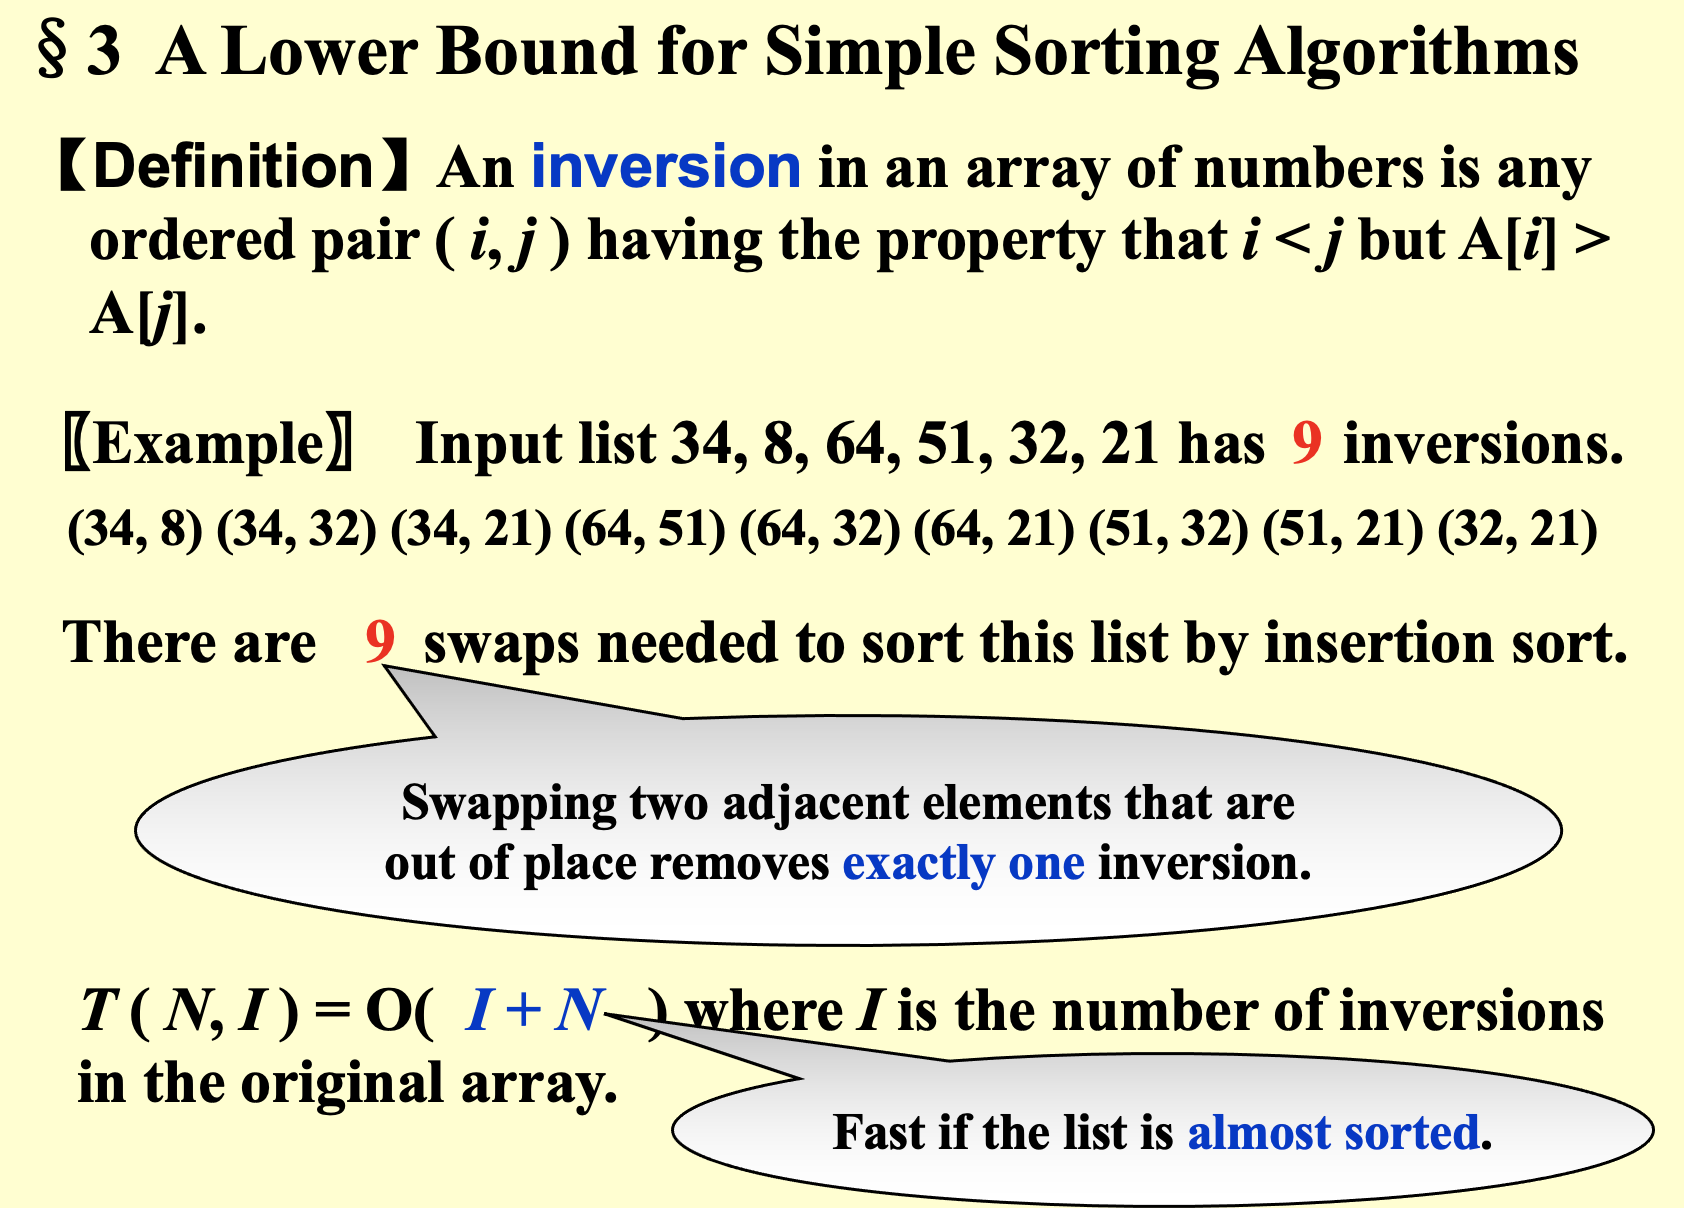 § 3 A Lower Bound for Simple Sorting Algorithms
【Definition】An inversion in an array of numbers is any
ordered pair ( i, j ) having the property that i < j but A[i] >
A[j].
〖Example〗 Input list 34, 8, 64, 51, 32, 21 has 9 inversions.
(34, 8) (34, 32) (34, 21) (64, 51) (64, 32) (64, 21) (51, 32) (51, 21) (32, 21)
There are 9 swaps needed to sort this list by insertion sort.
Swapping two adjacent elements that are
out of place removes exactly one inversion.
T ( N, I ) = O( I + N ) where I is the number of inversions
in the original array.
Fast if the list is almost sorted.